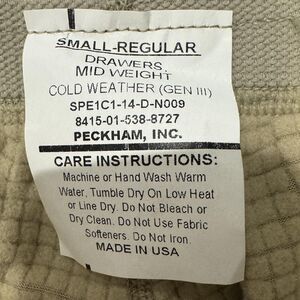 SMALL-REGULAR
DRAWERS,
MID WEIGHT
COLD WEATHER (GEN III)
SPE1C1-14-D-N009
8415-01-538-8727
PECKHAM, INC.
CARE INSTRUCTIONS:
Machine or Hand Wash Warm
Water, Tumble Dry On Low Heat
or Line Dry. Do Not Bleach or
Dry Clean. Do Not Use Fabric
Softeners. Do Not Iron.
MADE IN USA